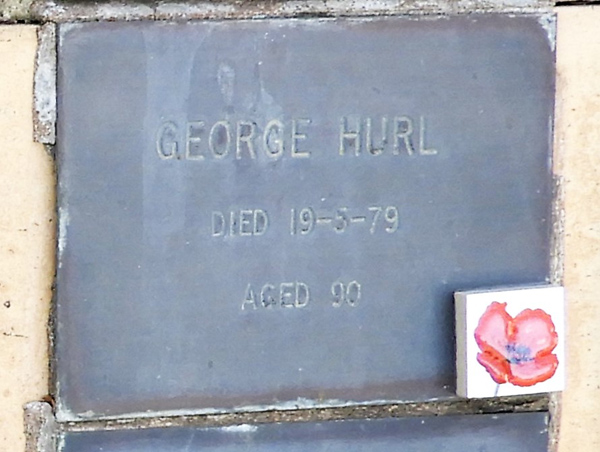 GEORGE HURL
DIED 19-5-79
AGED 90